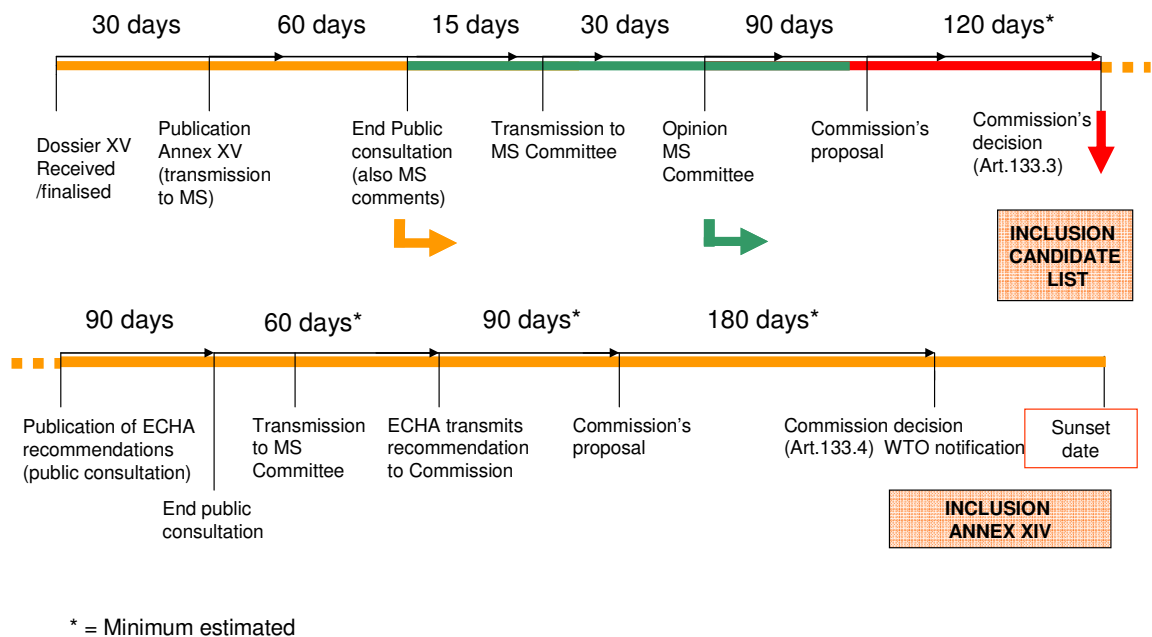 30 days
60 days
15 days
30 days
90 days
120 days*
Dossier XV
Received
/finalised
Publication
Annex XV
(transmission
to MS)
End Public
consultation
(also MS
comments)
Transmission to
MS Committee
Opinion
MS
Committee
Commission's
proposal
Commission's
decision
(Art.133.3)
INCLUSION
CANDIDATE
LIST
90 days
60 days*
90 days*
180 days*
Publication of ECHA
recommendations
(public consultation)
End public
consultation
Transmission
to MS
Committee
ECHA transmits
recommendation
to Commission
Commission's
proposal
Commission decision
(Art.133.4) WTO notification
Sunset
date
INCLUSION
ANNEX XIV
* = Minimum estimated